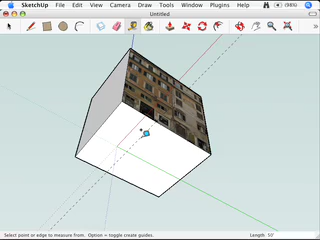 SketchUp File Edit View Camera Draw Tools Window Help (98%)
Untitled
Select point or edge to measure from. Option = toggle create guides. Length 50'